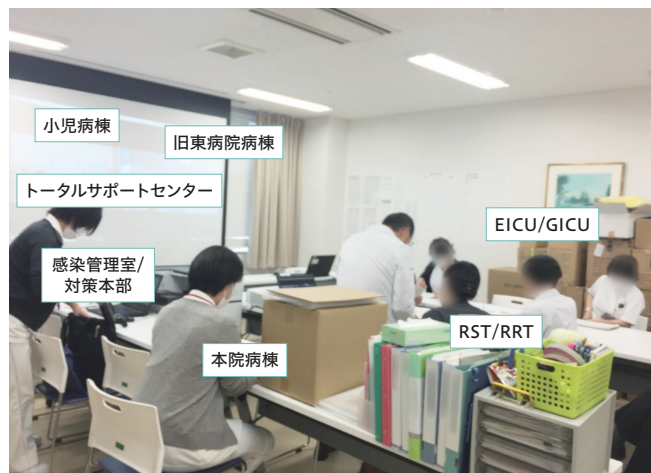 小児病棟
旧東病院病棟
トータルサポートセンター
EICU/GICU
感染管理室/
対策本部
RST/RRT
本院病棟